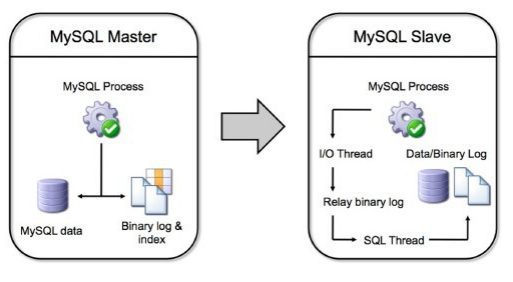 MySQL Master
MySQL Process
MySQL data
Binary log &
index
MySQL Slave
MySQL Process
I/O Thread
Data/Binary Log
Relay binary log
SQL Thread